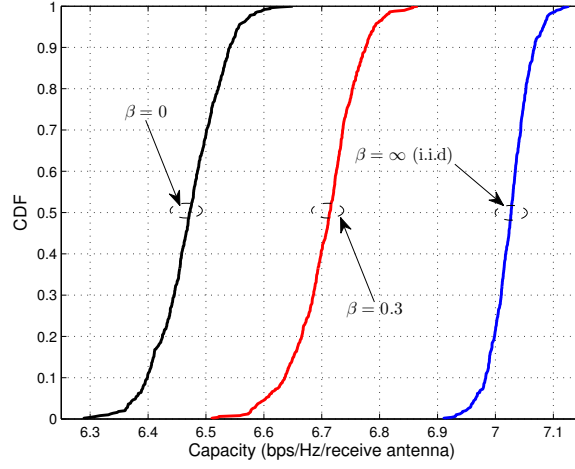 1
0.9
0.8
0.7
0.6
0.5
0.4
0.3
0.2
0.1
0
CDF
β = 0
β = ∞ (i.i.d)
β = 0.3
6.3 6.4 6.5 6.6 6.7 6.8 6.9 7 7.1
Capacity (bps/Hz/receive antenna)